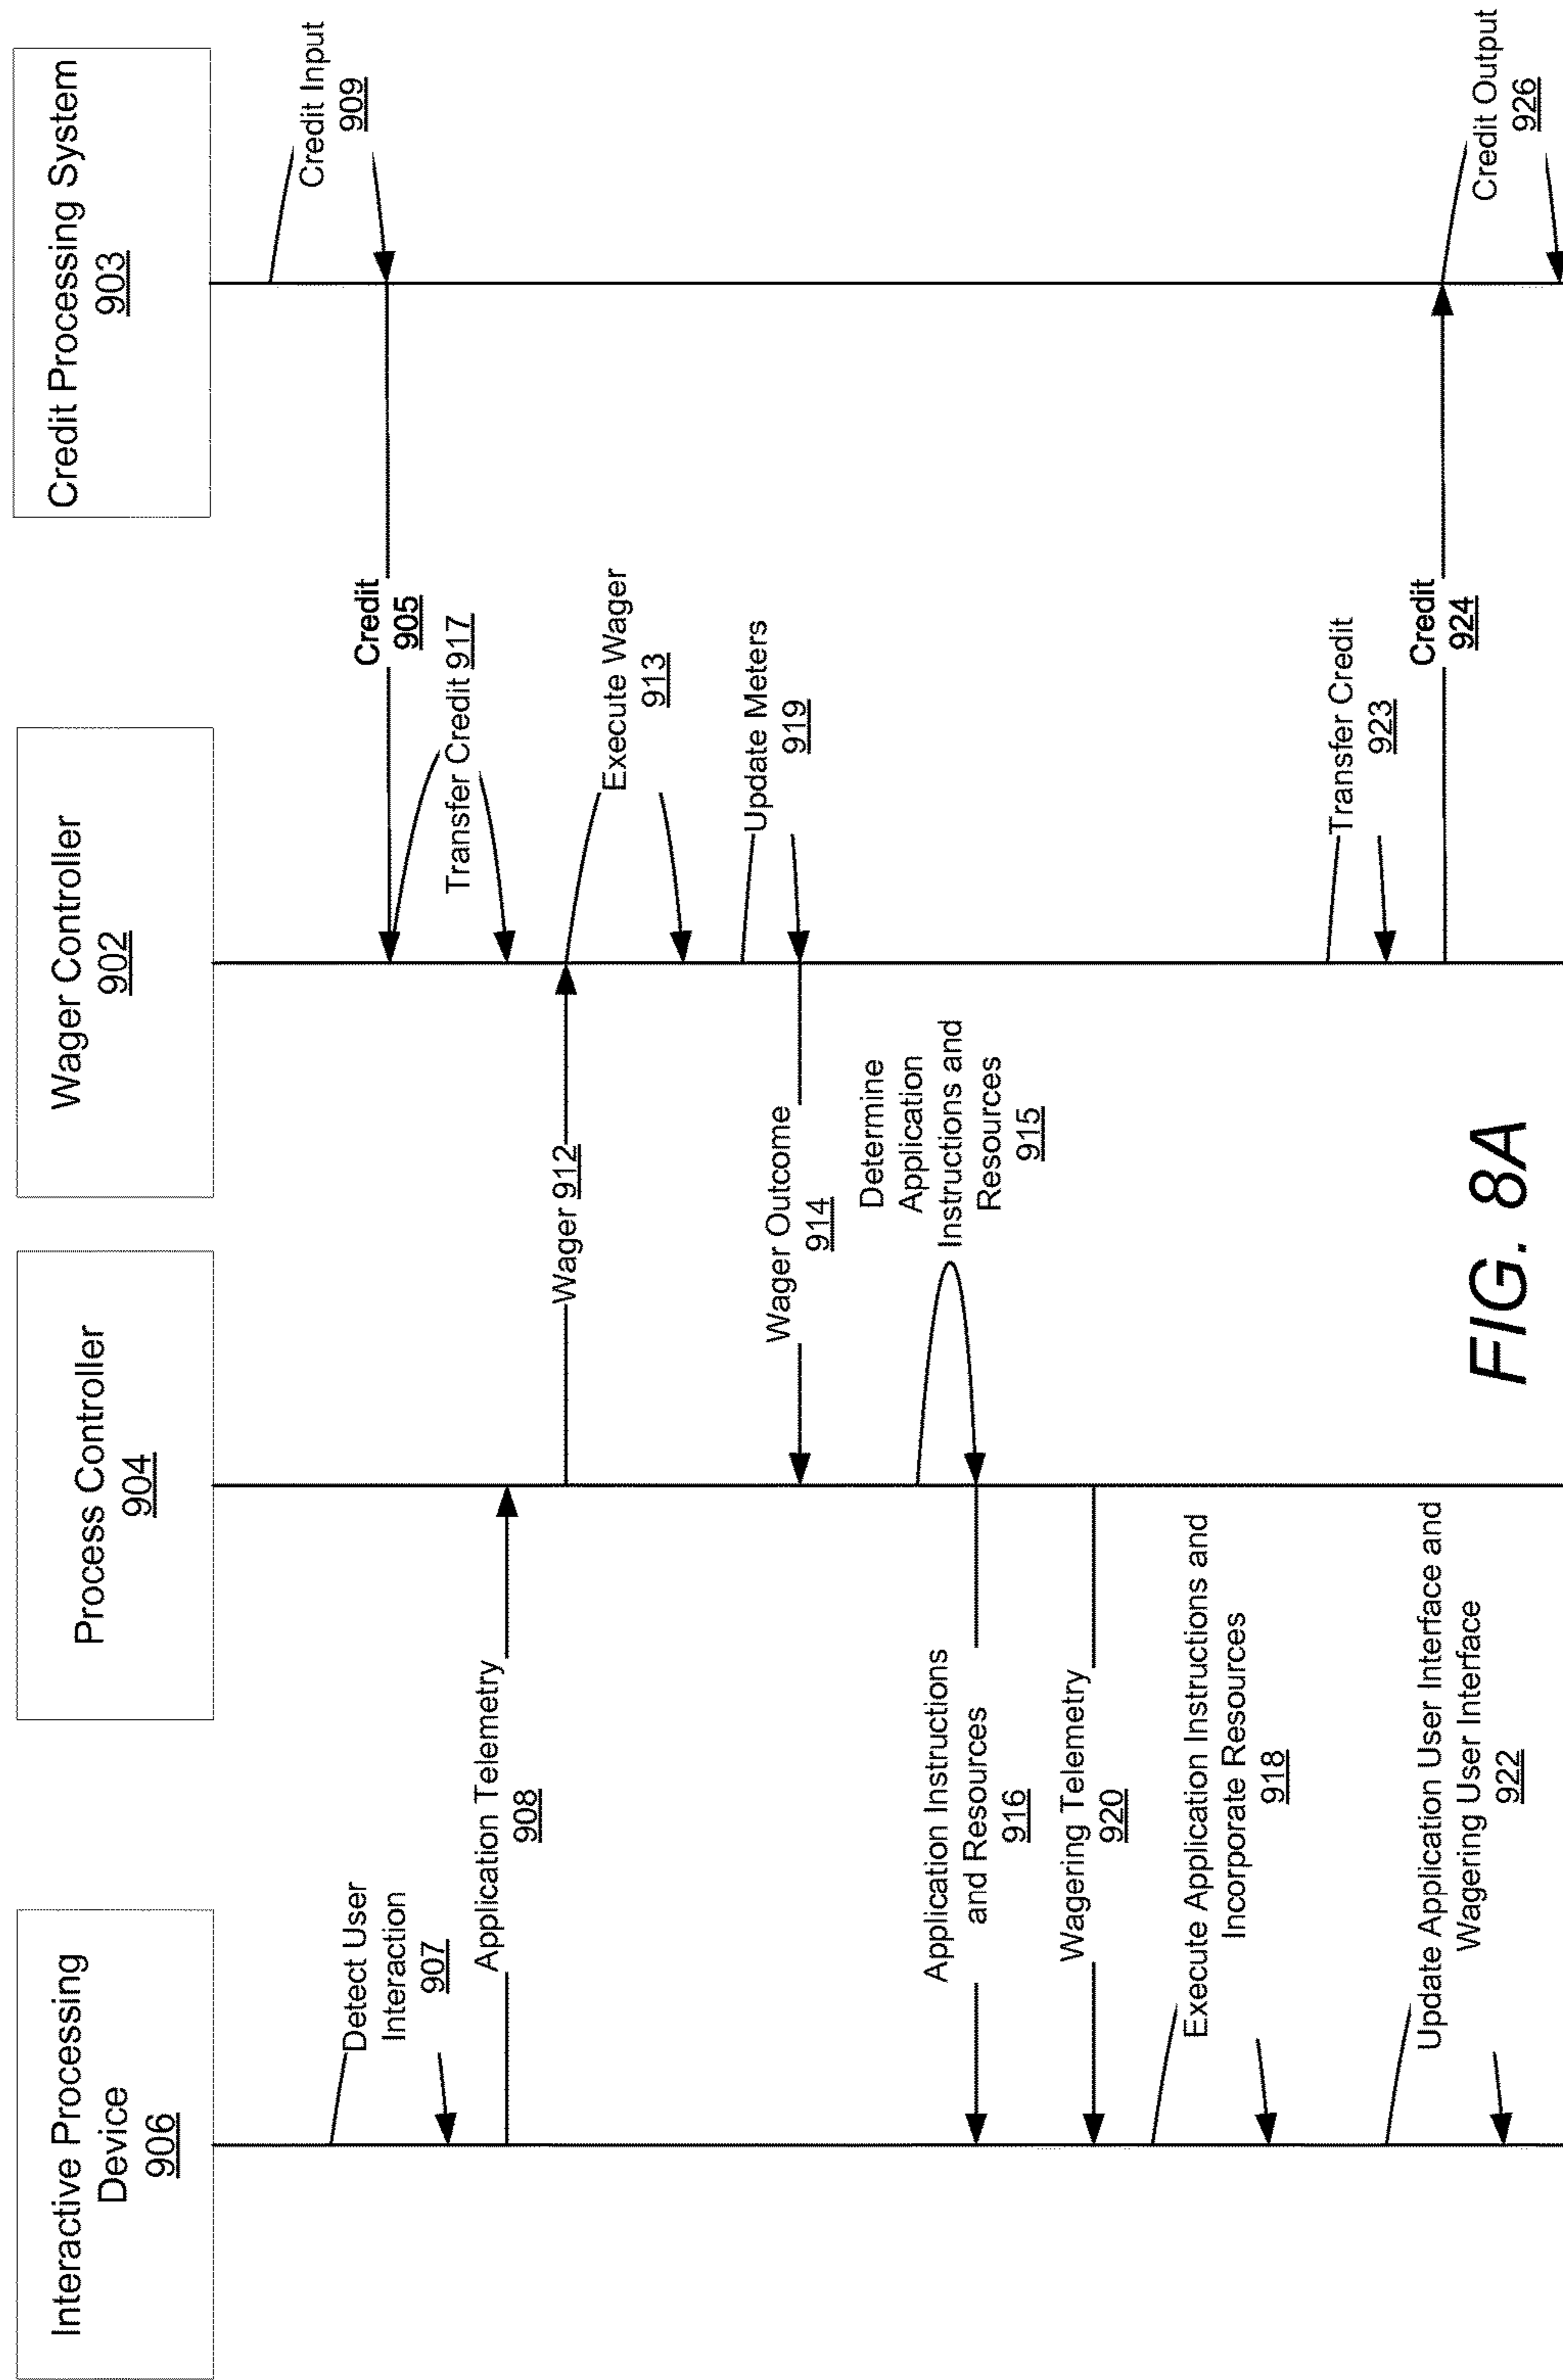 Interactive Processing
Device
906
Process Controller
904
Wager Controller
902
Credit Processing System
903
Credit Input
909
Detect User
Interaction
907
Credit
905
Transfer Credit 917
Application Telemetry
908
Wager 912
Execute Wager
913
Update Meters
919
Wager Outcome
914
Determine
Application
Instructions and
Resources
915
Application Instructions
and Resources
916
Wagering Telemetry
920
Execute Application Instructions and
Incorporate Resources
918
Transfer Credit
923
Update Application User Interface and
Wagering User Interface
922
Credit
924
Credit Output
926
FIG. 8A